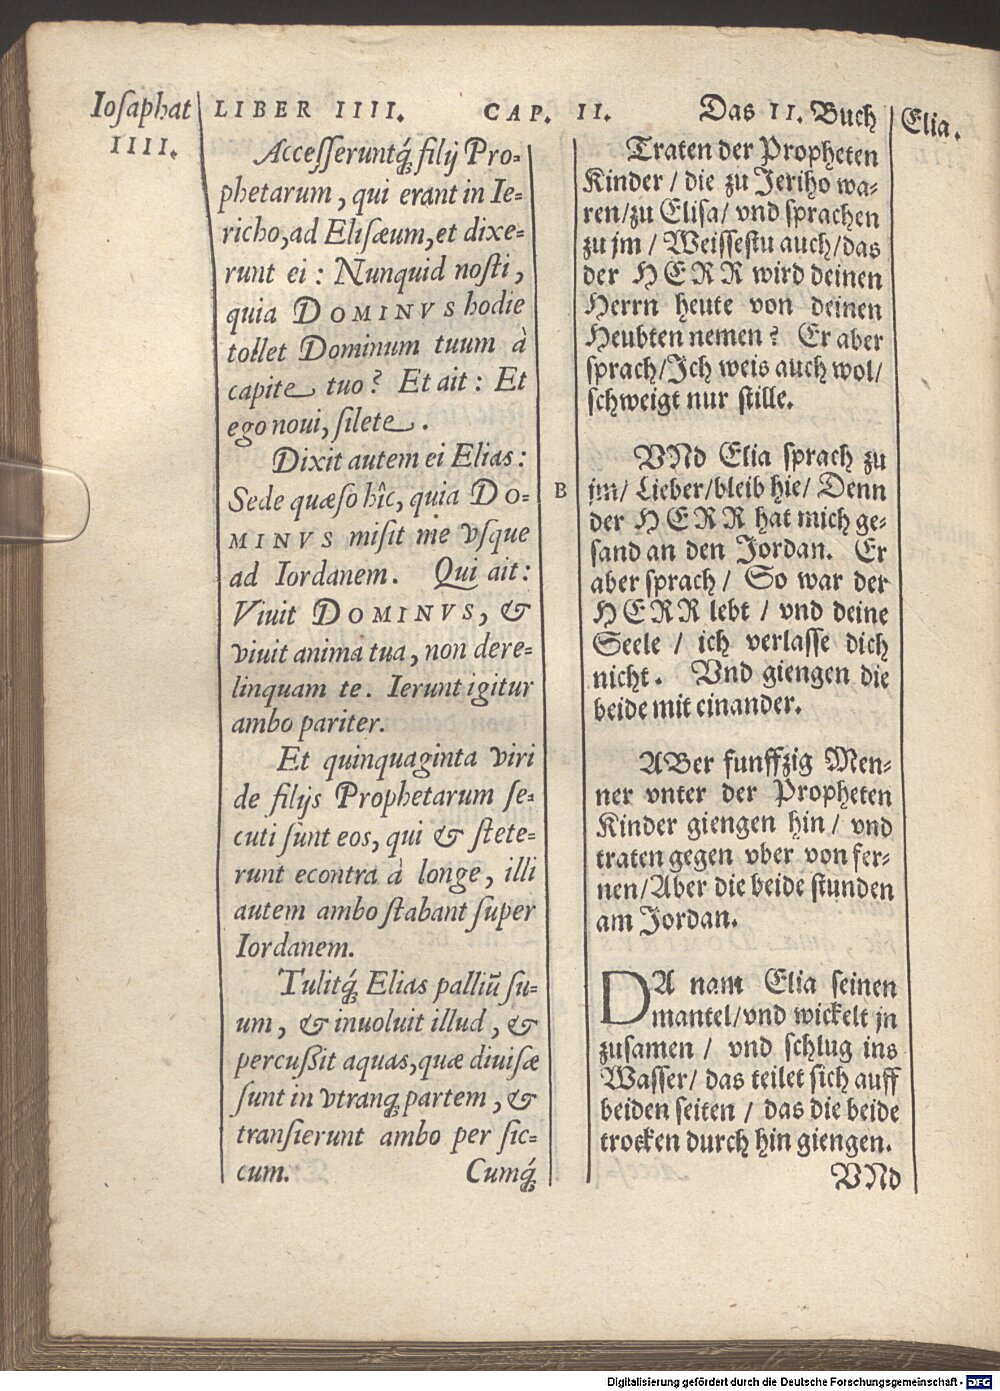 Iosaphat
IIII.
LIBER IIII. CAP. II. Das II. Buch
Elia.
Accesseruntq́; filij Pro-
phetarum, qui erant in Ie-
richo, ad Elisæum, et dixe-
runt ei: Nunquid nosti,
quia DOMINVS hodie
tollet Dominum tuum à
capite tuo? Et ait: Et
ego noui, silete.
Dixit autem ei Elias:
Sede quæso hîc, quia DO-
MINVS misit me vsque
ad Iordanem. Qui ait:
Viuit DOMINVS, &
viuit anima tua, non dere-
linquam te. Ierunt igitur
ambo pariter.
Et quinquaginta viri
de filijs Prophetarum se-
cuti sunt eos, qui & stete-
runt econtra à longe, illi
autem ambo stabant super
Iordanem.
Tulitq́; Elias palliũ su-
um, & inuoluit illud, &
percußit aquas, quæ diuisæ
sunt in vtranq; partem, &
transierunt ambo per sic-
cum. Cumq́;
B
Traten der Propheten
Kinder / die zu Jeriho wa-
ren/zu Elisa/ vnd sprachen
zu jm / Weissestu auch/das
der HERR wird deinen
Herrn heute von deinen
Heubten nemen? Er aber
sprach/Ich weis auch wol/
schweigt nur stille.
VNd Elia sprach zu
jm/ Lieber/bleib hie/ Denn
der HERR hat mich ge-
sand an den Jordan. Er
aber sprach/ So war der
HERR lebt / vnd deine
Seele / ich verlasse dich
nicht. Vnd giengen die
beide mit einander.
ABer funffzig Men-
ner vnter der Propheten
Kinder giengen hin/ vnd
traten gegen vber von fer-
nen/Aber die beide stunden
am Jordan.
DA nam Elia seinen
mantel/vnd wickelt jn
zusamen / vnd schlug ins
Wasser/ das teilet sich auff
beiden seiten / das die beide
trocken durch hin giengen.
VNd
Digitalisierung gefördert durch die Deutsche Forschungsgemeinschaft - DFG